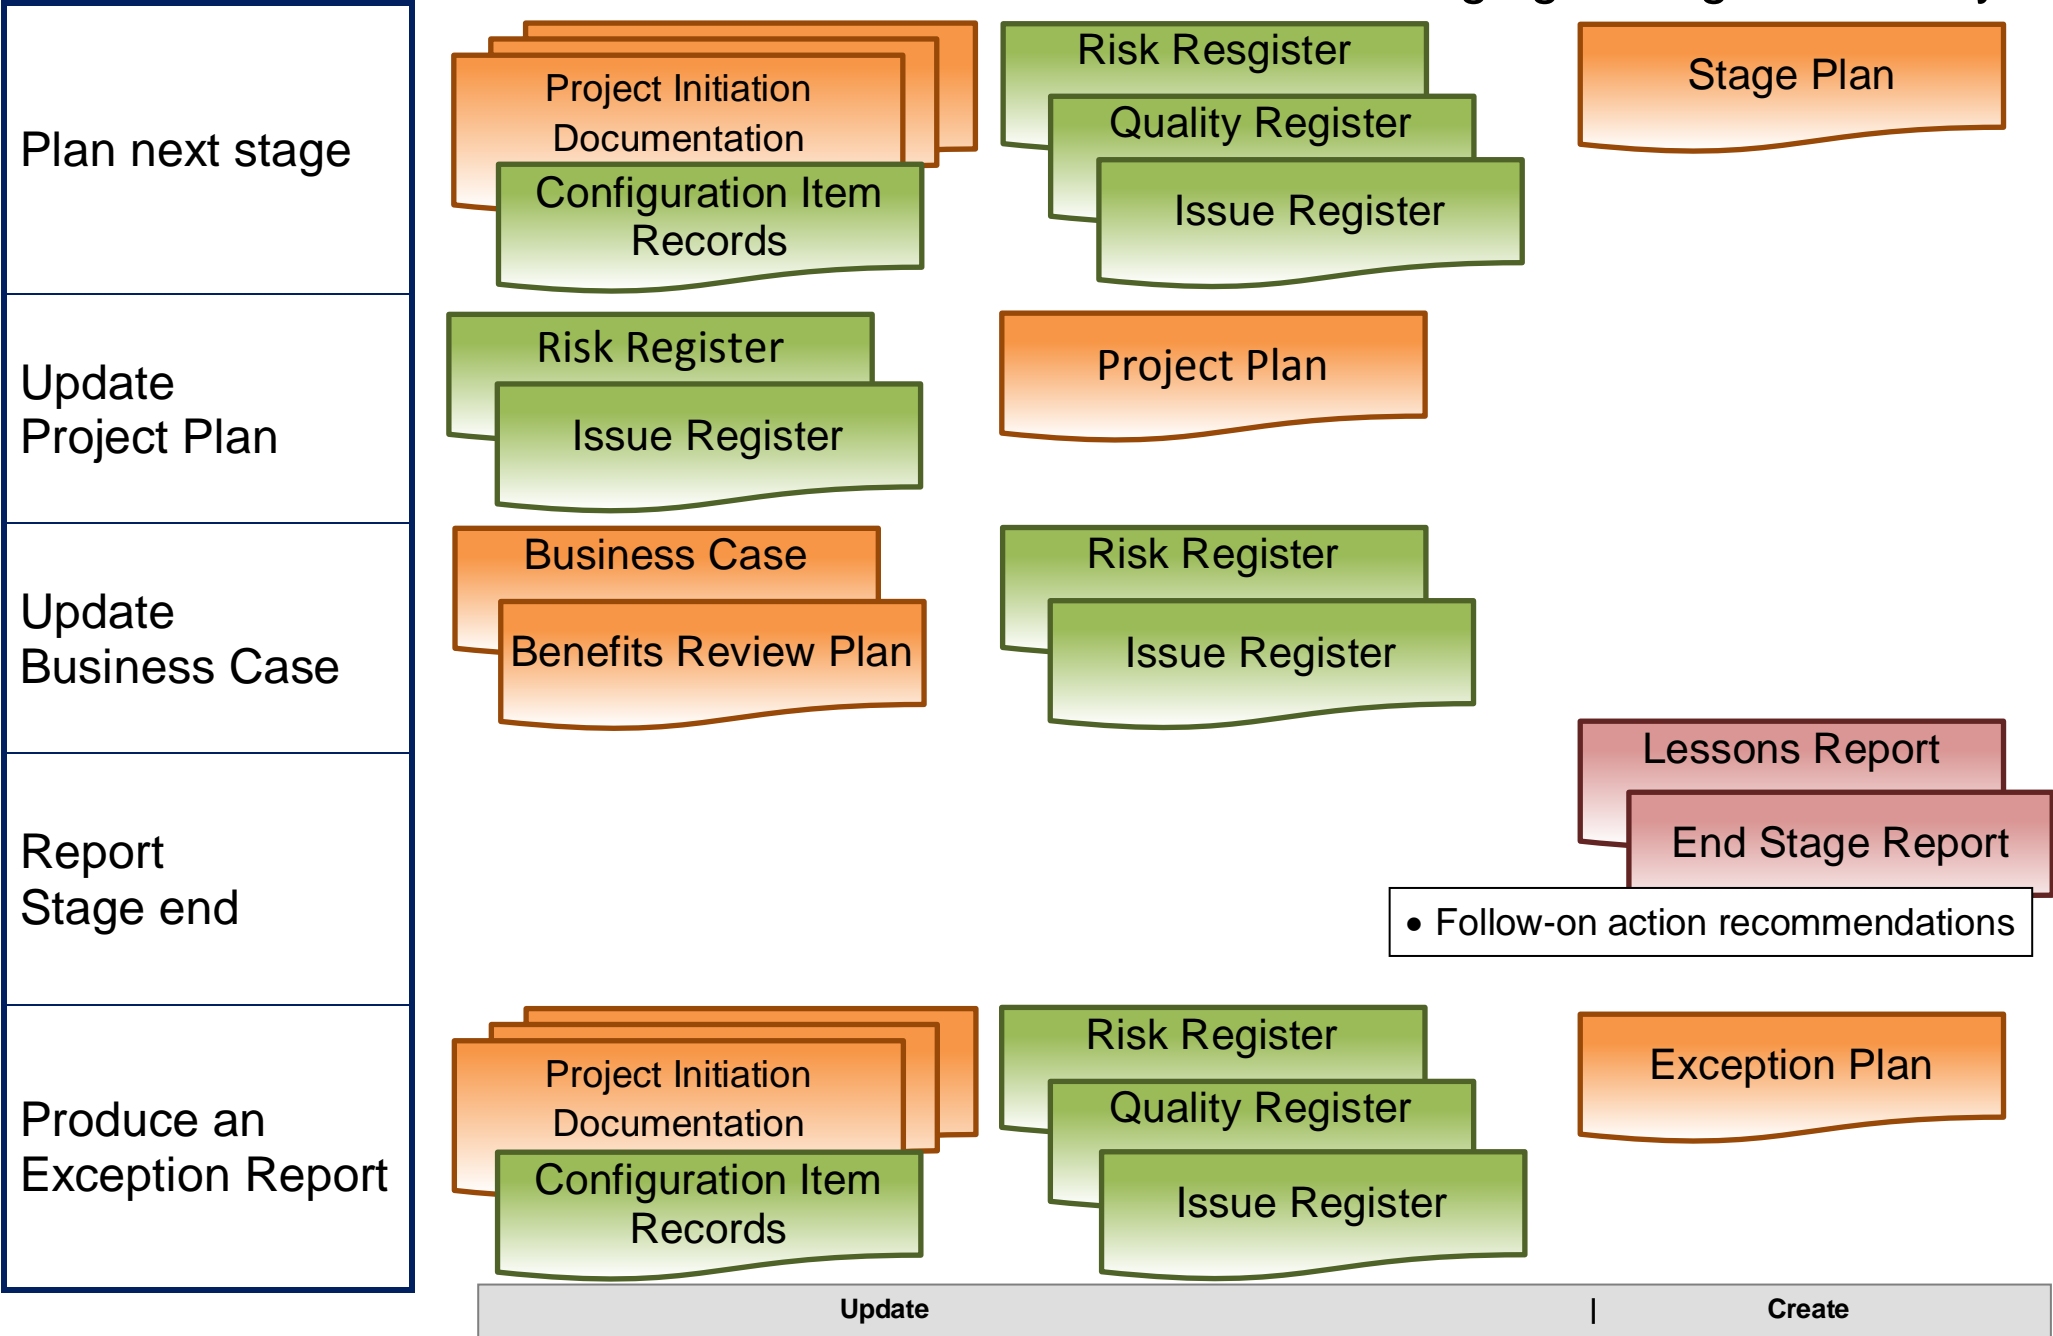 Plan next stage
Project Initiation
Documentation
Configuration Item
Records
Risk Resgister
Quality Register
Issue Register
Stage Plan
Update
Project Plan
Risk Register
Issue Register
Project Plan
Update
Business Case
Business Case
Benefits Review Plan
Risk Register
Issue Register
Report
Stage end
Lessons Report
End Stage Report
• Follow-on action recommendations
Produce an
Exception Report
Project Initiation
Documentation
Configuration Item
Records
Risk Register
Quality Register
Issue Register
Exception Plan
Update | Create